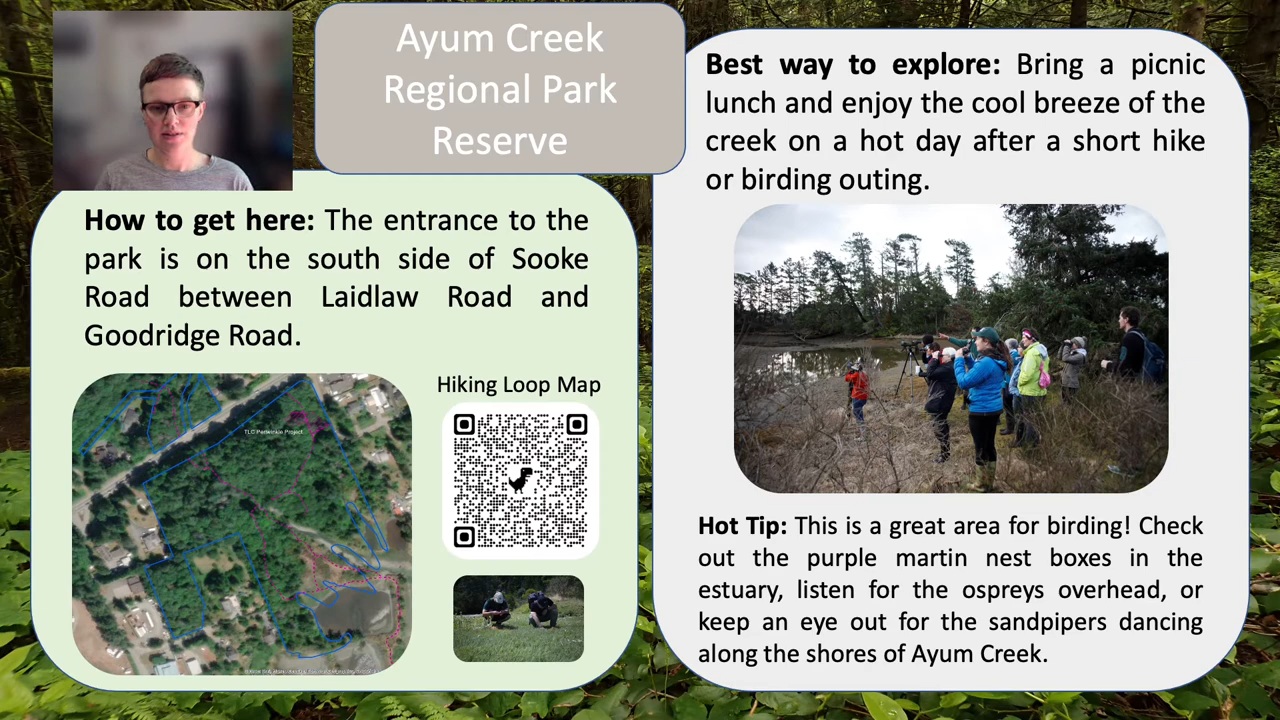 Ayum Creek
Regional Park
Reserve
How to get here: The entrance to the
park is on the south side of Sooke
Road between Laidlaw Road and
Goodridge Road.
Hiking Loop Map
TLC Periwinkle Project
Best way to explore: Bring a picnic
lunch and enjoy the cool breeze of the
creek on a hot day after a short hike
or birding outing.
Hot Tip: This is a great area for birding! Check
out the purple martin nest boxes in the
estuary, listen for the ospreys overhead, or
keep an eye out for the sandpipers dancing
along the shores of Ayum Creek.